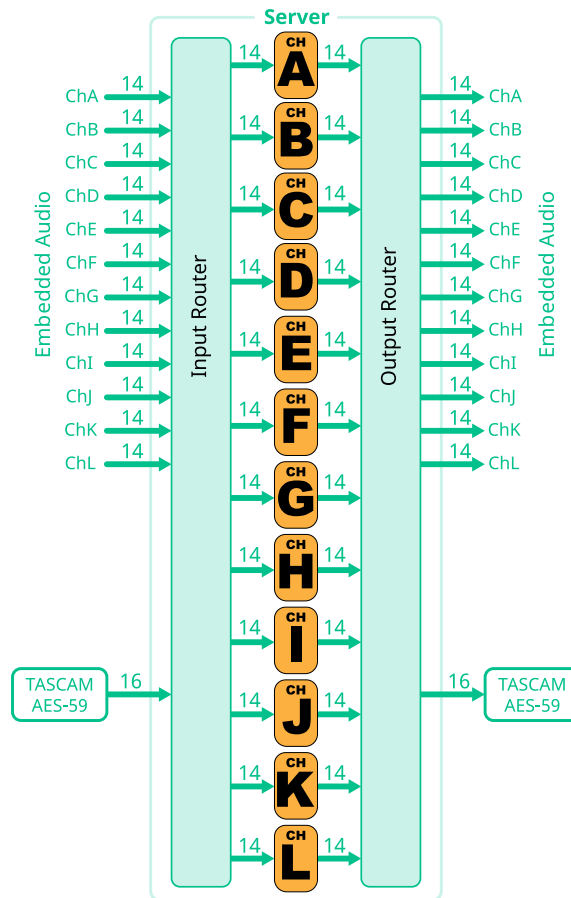 Server
Embedded Audio
14
ChA
14
ChB
14
ChC
14
ChD
14
ChE
14
ChF
14
ChG
14
ChH
14
ChI
14
ChJ
14
ChK
14
ChL
16
TASCAM
AES-59
Input Router
14
CH
A
14
14
CH
B
14
14
CH
C
14
14
CH
D
14
14
CH
E
14
14
CH
F
14
14
CH
G
14
14
CH
H
14
14
CH
I
14
14
CH
J
14
14
CH
K
14
14
CH
L
14
Output Router
14
ChA
14
ChB
14
ChC
14
ChD
14
ChE
14
ChF
14
ChG
14
ChH
14
ChI
14
ChJ
14
ChK
14
ChL
Embedded Audio
16
TASCAM
AES-59